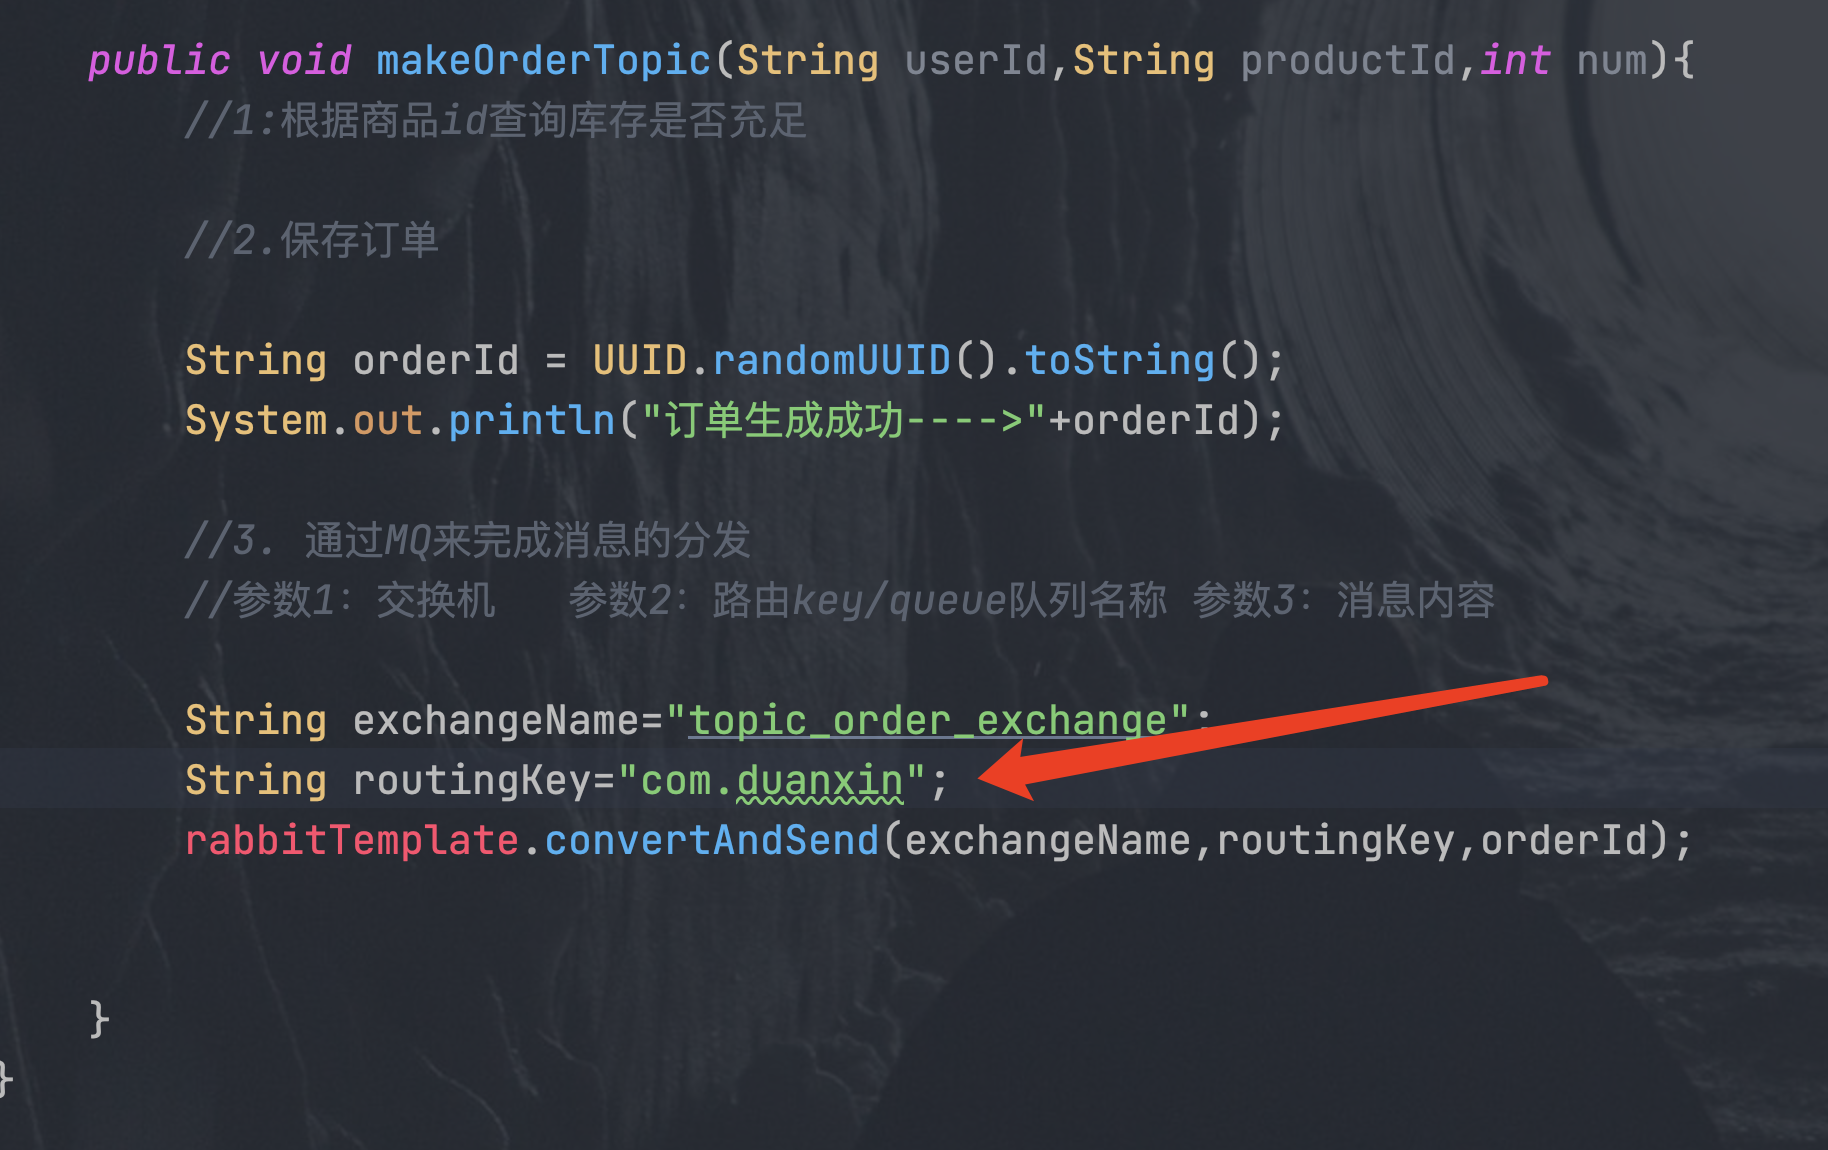 public void makeOrderTopic(String userId,String productId,int num){
//1:根据商品id查询库存是否充足
//2.保存订单
String orderId = UUID.randomUUID().toString();
System.out.println("订单生成成功---->"+orderId);
//3. 通过MQ来完成消息的分发
//参数1：交换机   参数2：路由key/queue队列名称 参数3：消息内容
String exchangeName="topic_order_exchange";
String routingKey="com.duanxin";
rabbitTemplate.convertAndSend(exchangeName,routingKey,orderId);
}
}